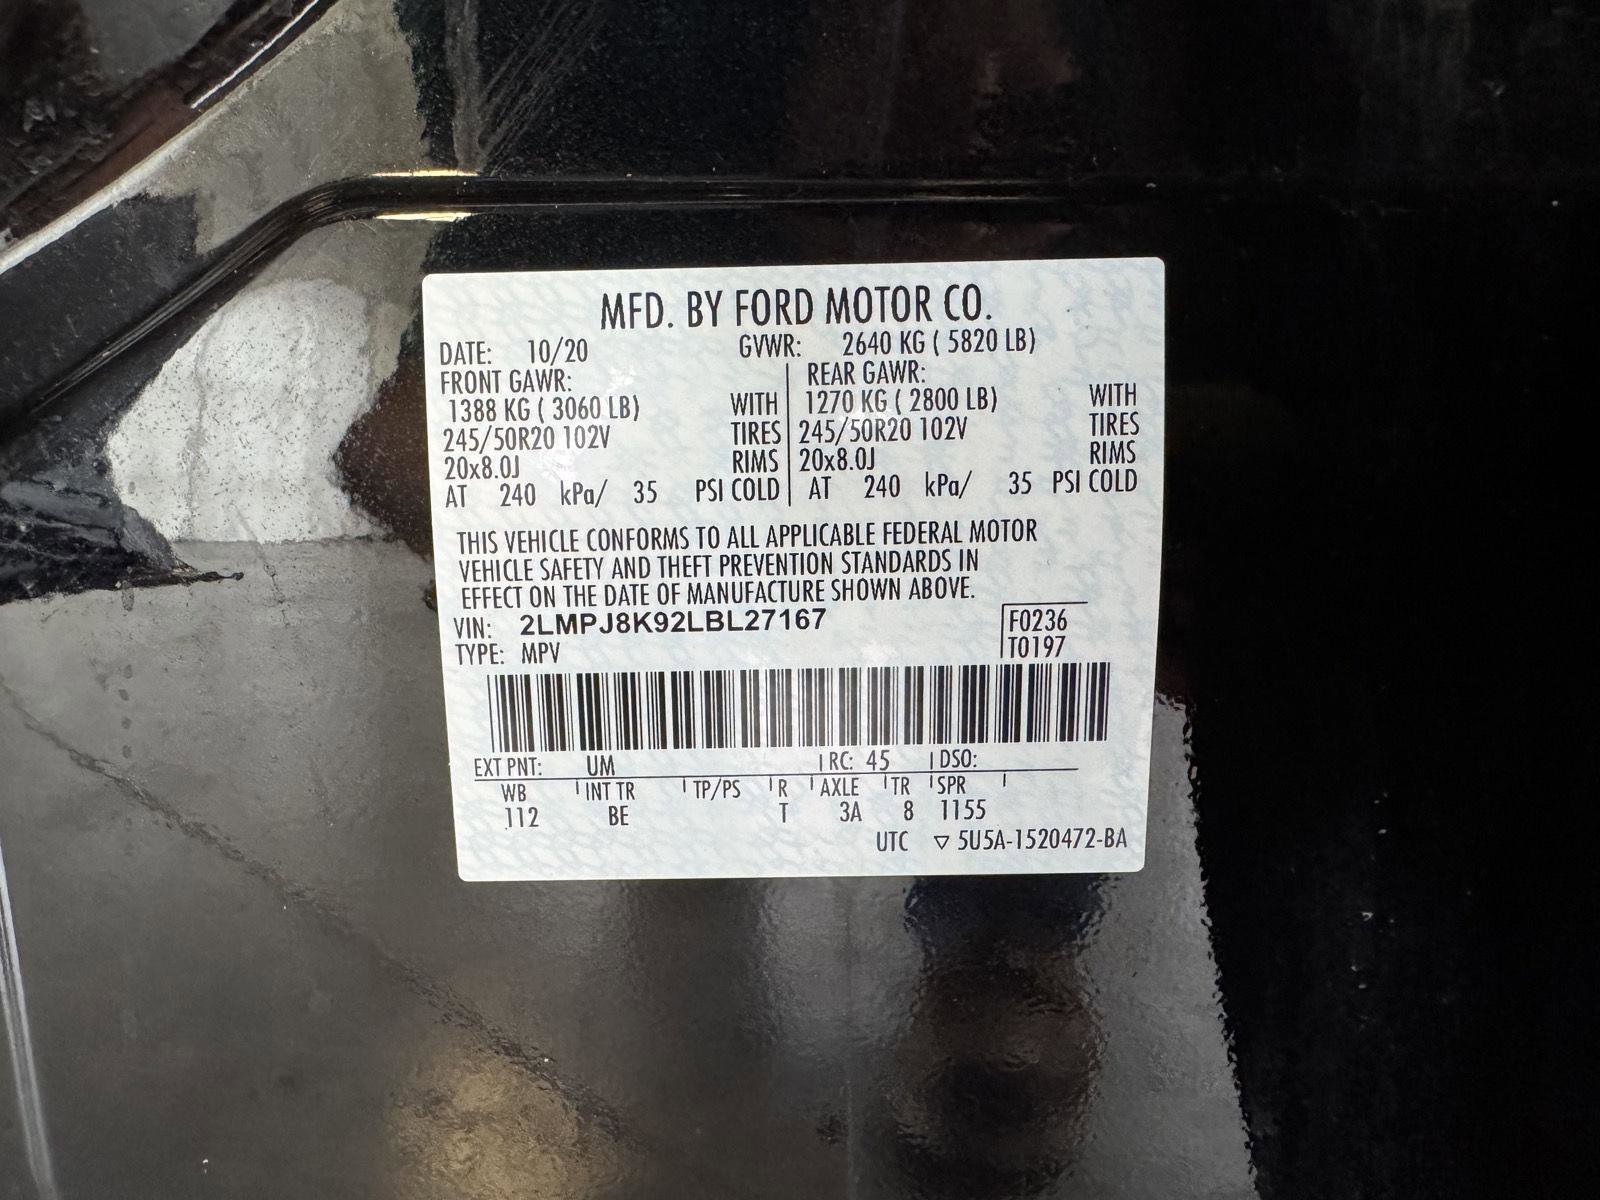 MFD. BY FORD MOTOR CO.
DATE: 10/20 GVWR: 2640 KG ( 5820 LB)
FRONT GAWR: REAR GAWR:
1388 KG ( 3060 LB) WITH 1270 KG ( 2800 LB) WITH
245/50R20 102V TIRES 245/50R20 102V TIRES
20x8.0J RIMS 20x8.0J RIMS
AT 240 kPa/ 35 PSI COLD AT 240 kPa/ 35 PSI COLD
THIS VEHICLE CONFORMS TO ALL APPLICABLE FEDERAL MOTOR
VEHICLE SAFETY AND THEFT PREVENTION STANDARDS IN
EFFECT ON THE DATE OF MANUFACTURE SHOWN ABOVE.
VIN: 2LMPJ8K92LBL27167 F0236
TYPE: MPV T0197
EXT PNT: UM RC: 45 DSO:
WB INT TR TP/PS R AXLE TR SPR
112 BE T 3A 8 1155
UTC ▽ 5U5A-1520472-BA